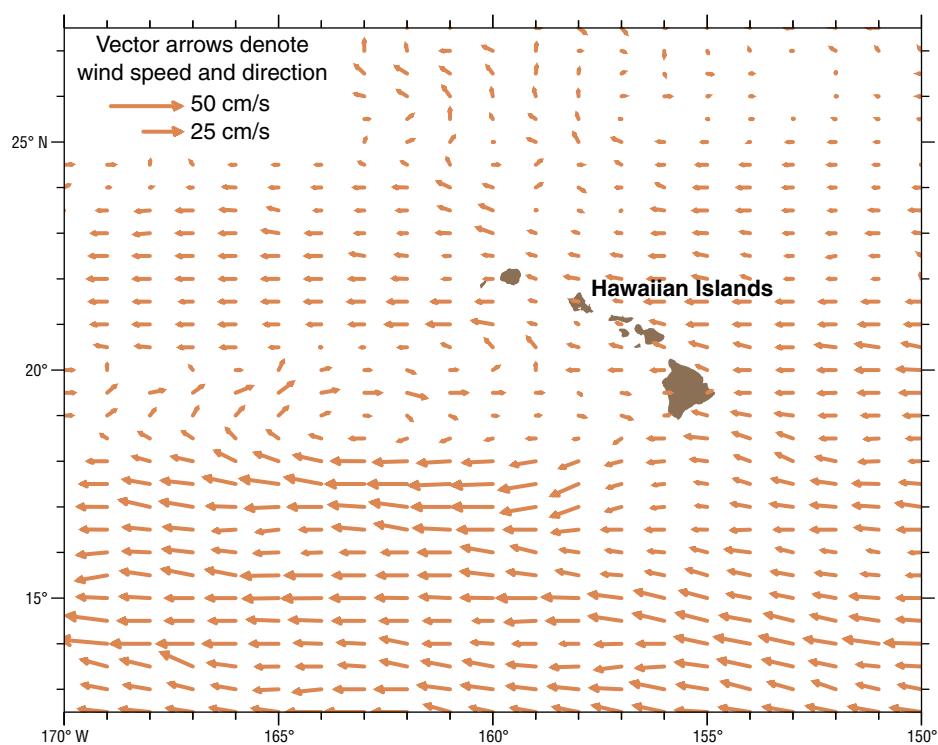 Vector arrows denote
wind speed and direction
50 cm/s
25 cm/s
25° N
Hawaiian Islands
20°
15°
170° W
165°
160°
155°
150°